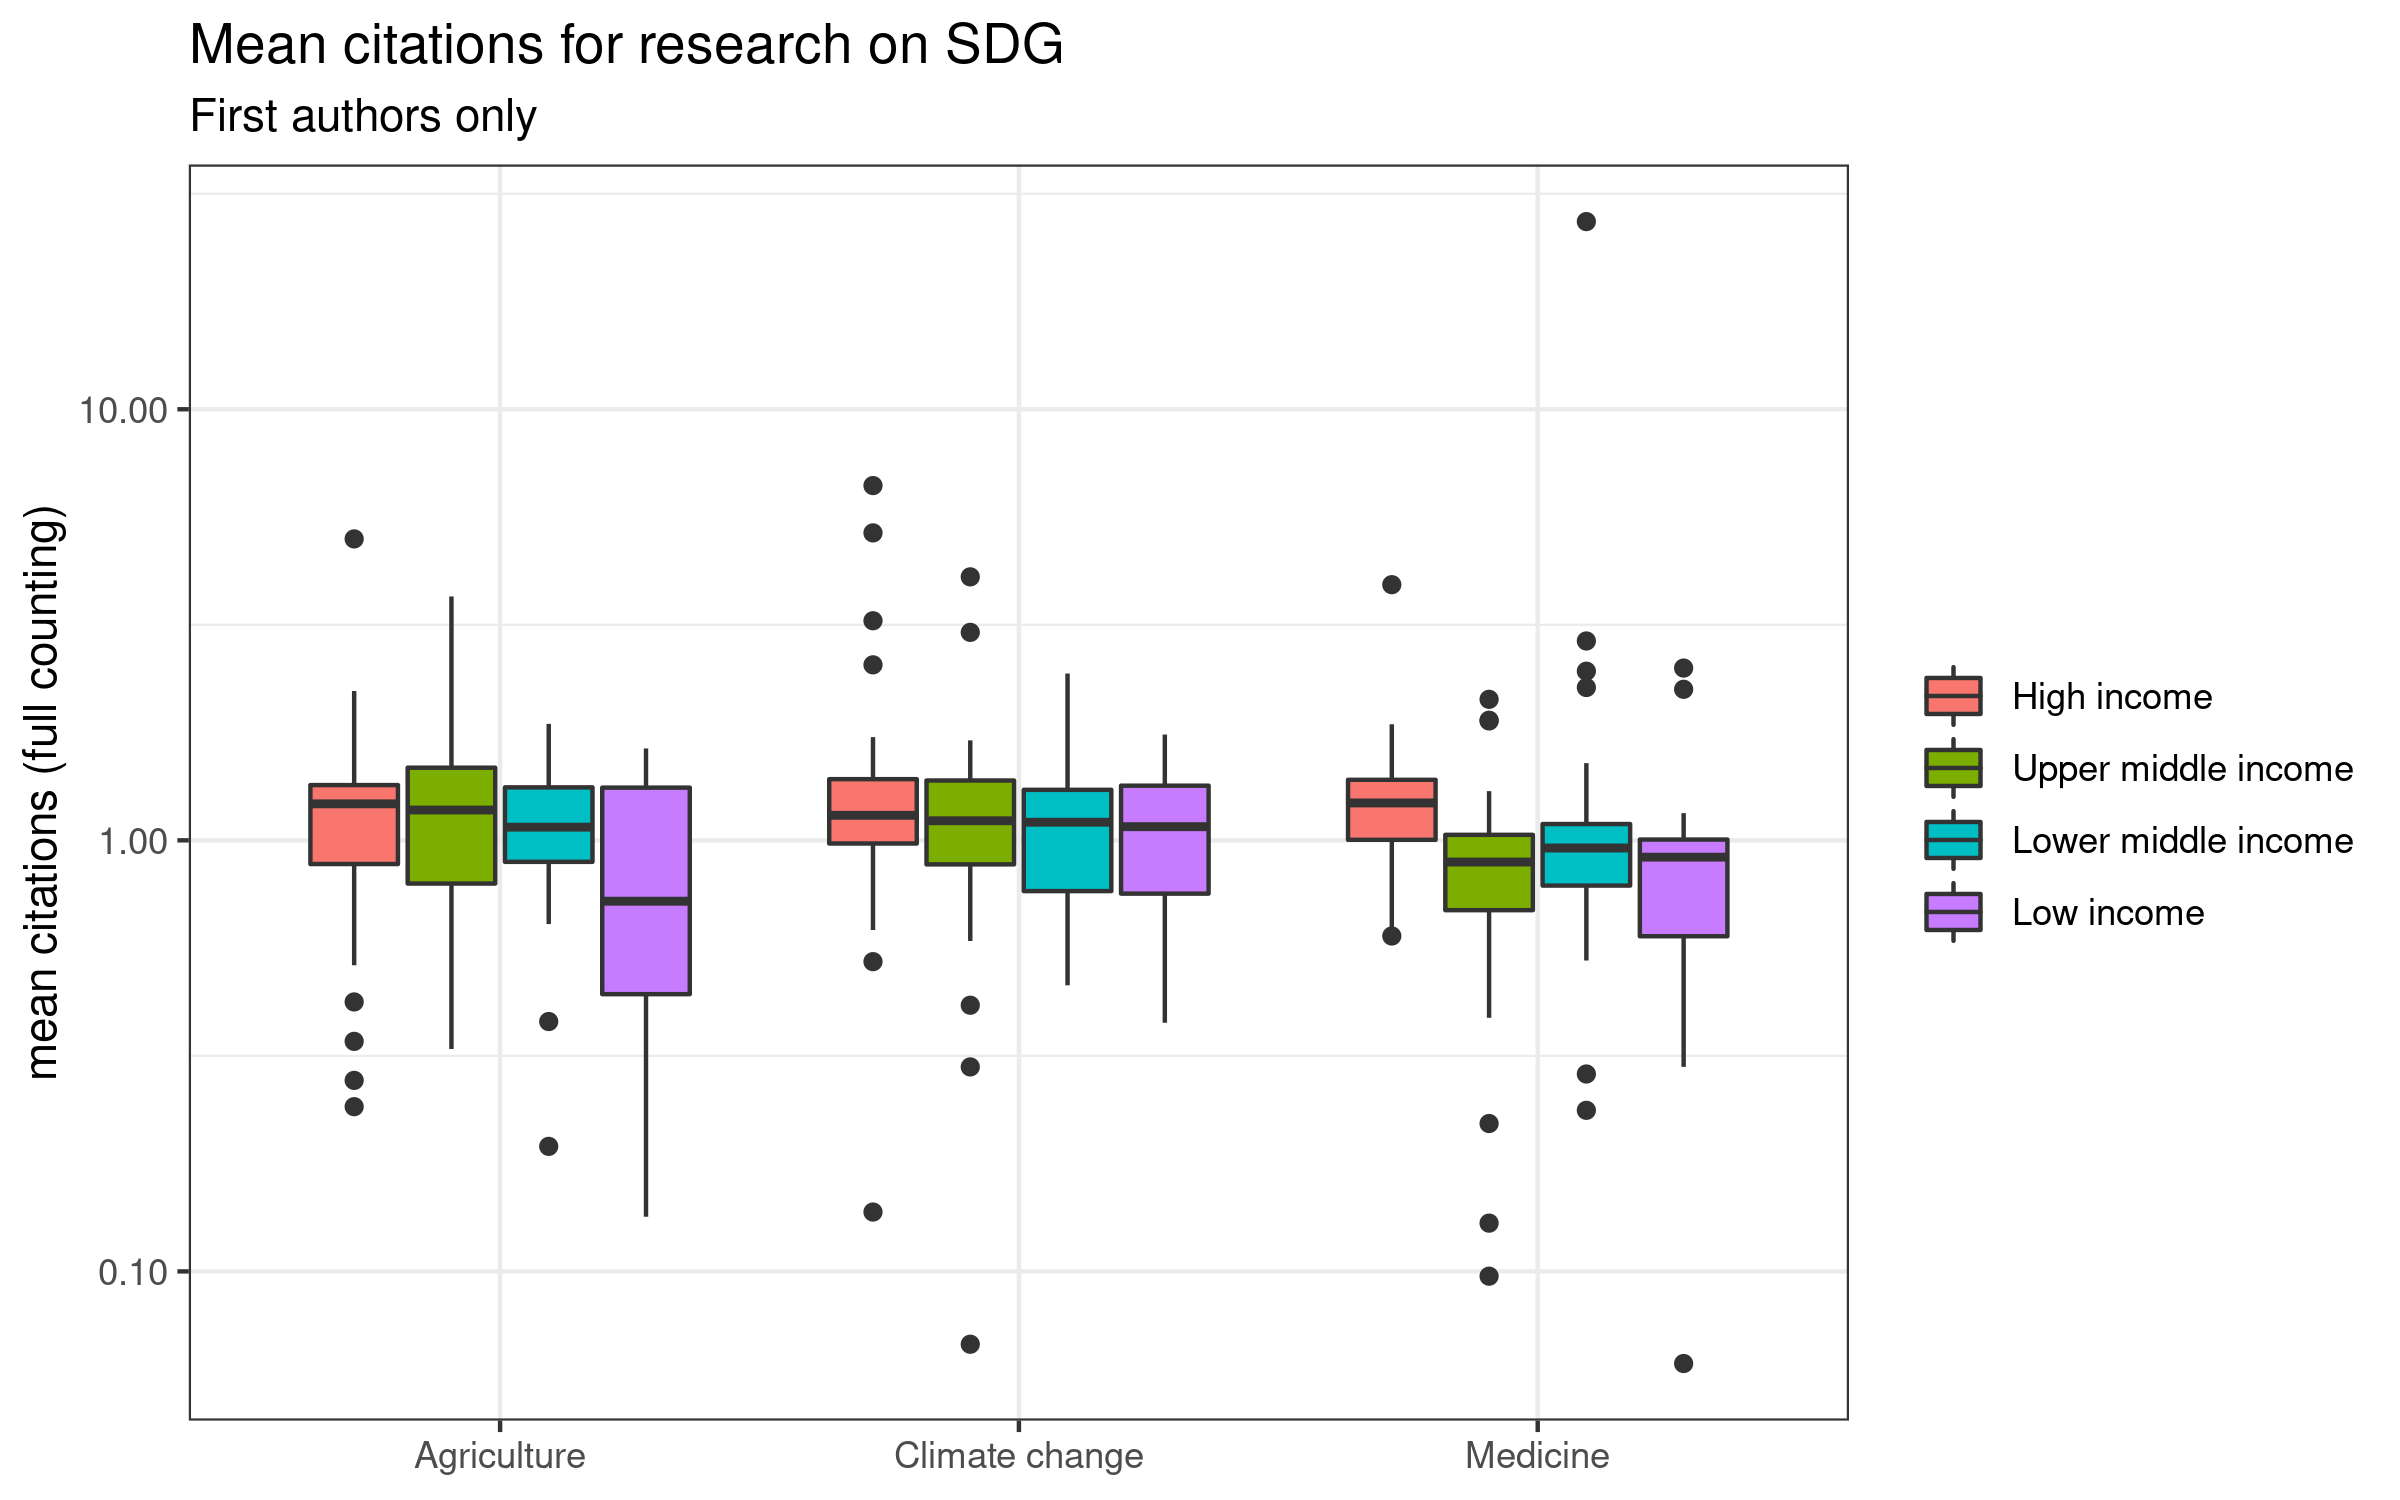 Mean citations for research on SDG
First authors only
mean citations (full counting)
10.00
1.00
0.10
Agriculture
Climate change
Medicine
High income
Upper middle income
Lower middle income
Low income